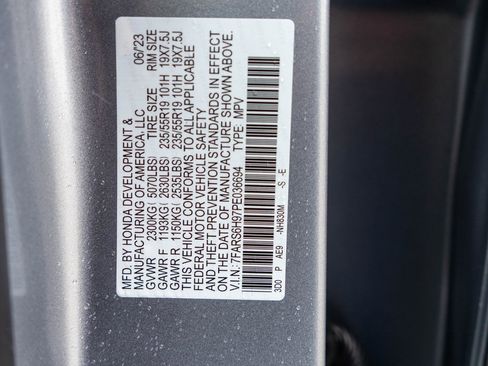 MFD. BY HONDA DEVELOPMENT & 06/23
MANUFACTURING OF AMERICA, LLC
TIRE SIZE RIM SIZE
GVWR 2300KG( 5070LBS)
GAWR F 1193KG( 2630LBS) 235/55R19 101H 19X7.5J
GAWR R 1150KG( 2535LBS) 235/55R19 101H 19X7.5J
THIS VEHICLE CONFORMS TO ALL APPLICABLE
FEDERAL MOTOR VEHICLE SAFETY
AND THEFT PREVENTION STANDARDS IN EFFECT
ON THE DATE OF MANUFACTURE SHOWN ABOVE.
V.I.N.: 7FARS6H97PE036694 TYPE: MPV
3D0 P AE9 -NH830M -S -E